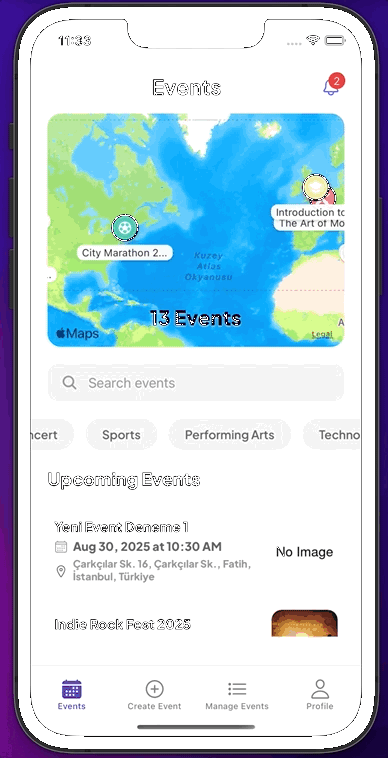 11:33
Events
2
Introduction to
The Art of Mo
City Marathon 2...
Kuzey
Atlas
Okyanusu
13 Events
Maps
Legal
A
Search events
ncert
Sports
Performing Arts
Techno
Upcoming Events
Yeni Event Deneme 1
Aug 30, 2025 at 10:30 AM
No Image
Çarkçılar Sk. 16, Çarkçılar Sk., Fatih,
İstanbul, Türkiye
Indie Rock Fest 2025
Events
Create Event
Manage Events
Profile